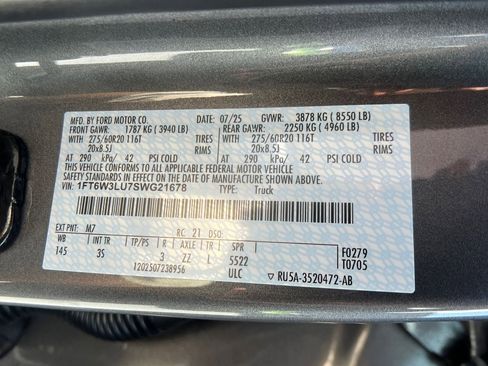 MFD. BY FORD MOTOR CO. 07/25 GVWR: 3878 KG ( 8550 LB)
FRONT GAWR: 1787 KG ( 3940 LB) REAR GAWR: 2250 KG ( 4960 LB)
WITH 275/60R20 116T TIRES WITH 275/60R20 116T TIRES
20x8.5J RIMS 20x8.5J RIMS
AT 290 kPa/ 42 PSI COLD AT 290 kPa/ 42 PSI COLD
THIS VEHICLE CONFORMS TO ALL APPLICABLE FEDERAL MOTOR VEHICLE
SAFETY STANDARDS IN EFFECT ON THE DATE OF MANUFACTURE SHOWN ABOVE.
VIN: 1FT6W3LU7SWG21678 TYPE: Truck
EXT PNT: M7 RC: 21 DSO:
WB INT TR TP/PS R AXLE TR SPR
145 3S 3 ZZ L 5522
ULC
F0279
T0705
1202507238956
▽ RU5A-3520472-AB